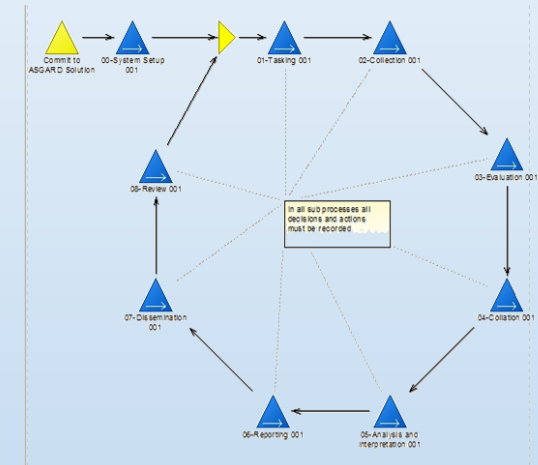 Commit to
ASGARD Solution
00-System Setup
001
01-Tasking 001
02-Collection 001
03-Evaluation 001
08-Review 001
In all sub processes all
decisions and actions
must be recorded
07-Dissemination
001
04-Collation 001
06-Reporting 001
05-Analysis and
Interpretation 001